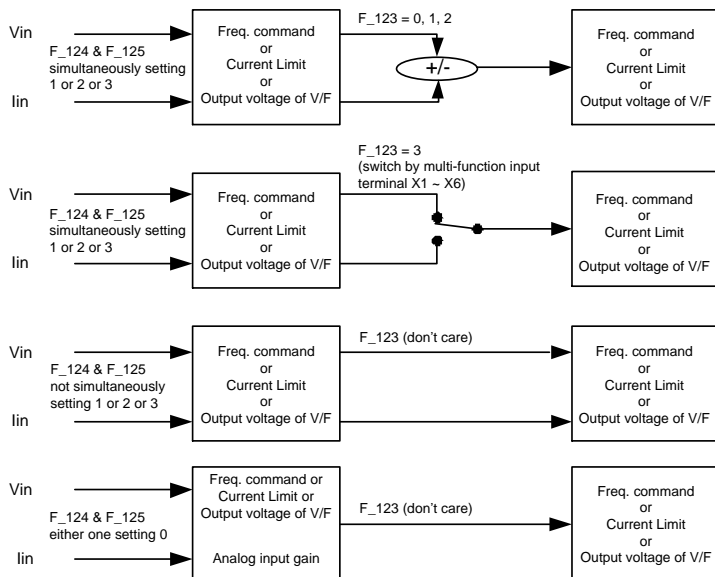 Vin
F_124 & F_125
simultaneously setting
1 or 2 or 3
Iin
Freq. command
or
Current Limit
or
Output voltage of V/F
F_123 = 0, 1, 2
+/-
Freq. command
or
Current Limit
or
Output voltage of V/F
Vin
F_124 & F_125
simultaneously setting
1 or 2 or 3
Iin
Freq. command
or
Current Limit
or
Output voltage of V/F
F_123 = 3
(switch by multi-function input
terminal X1 ~ X6)
Freq. command
or
Current Limit
or
Output voltage of V/F
Vin
F_124 & F_125
not simultaneously
setting 1 or 2 or 3
Iin
Freq. command
or
Current Limit
or
Output voltage of V/F
F_123 (don't care)
Freq. command
or
Current Limit
or
Output voltage of V/F
Vin
F_124 & F_125
either one setting 0
Iin
Freq. command or
Current Limit or
Output voltage of V/F
Analog input gain
F_123 (don't care)
Freq. command
or
Current Limit
or
Output voltage of V/F